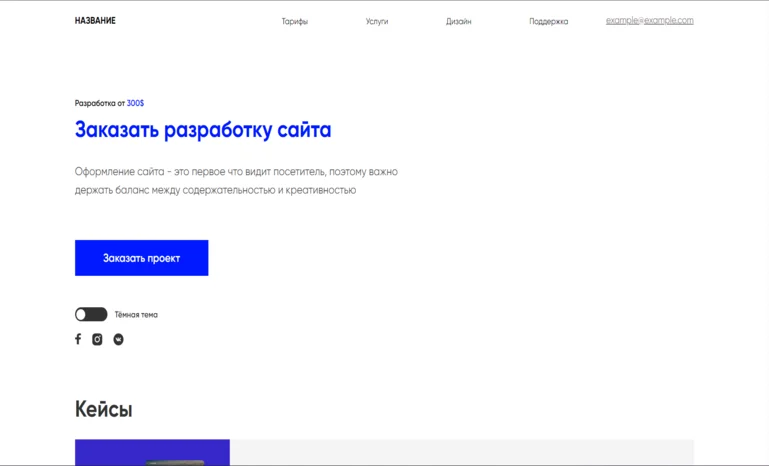 НАЗВАНИЕ
Тарифы
Услуги
Дизайн
Поддержка
example@example.com
Разработка от 300$
Заказать разработку сайта
Оформление сайта - это первое что видит посетитель, поэтому важно
держать баланс между содержательностью и креативностью
Заказать проект
Тёмная тема
Кейсы